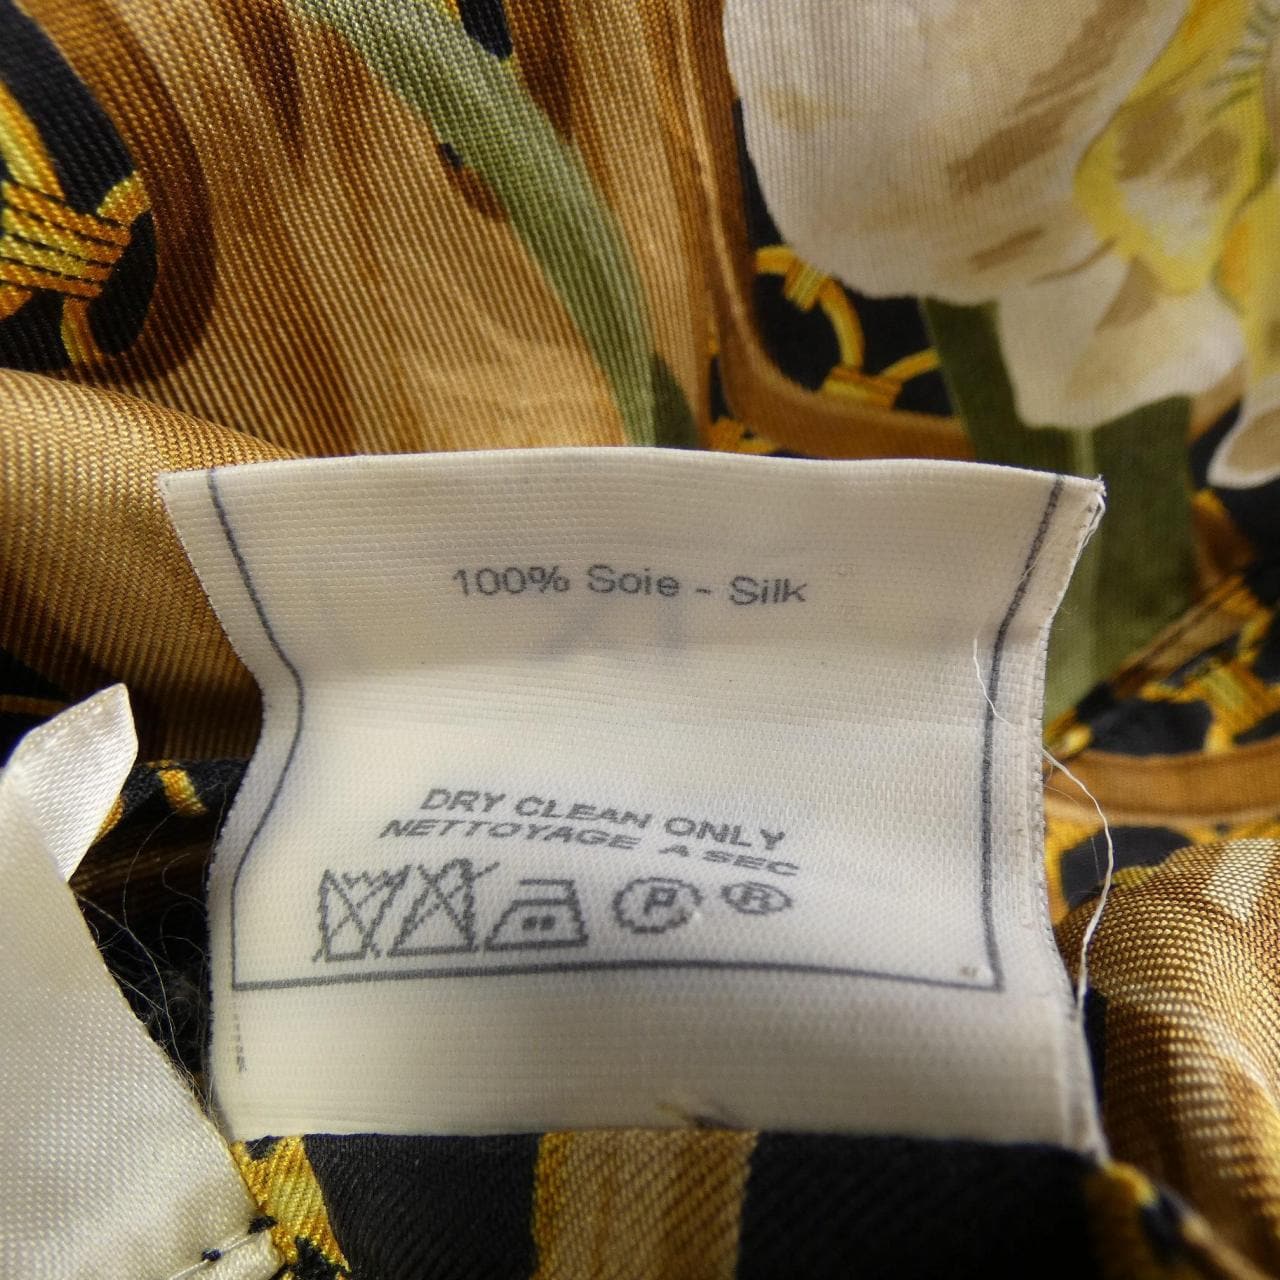 100% Soie - Silk
DRY CLEAN ONLY
NETTOYAGE A SEC
P ®